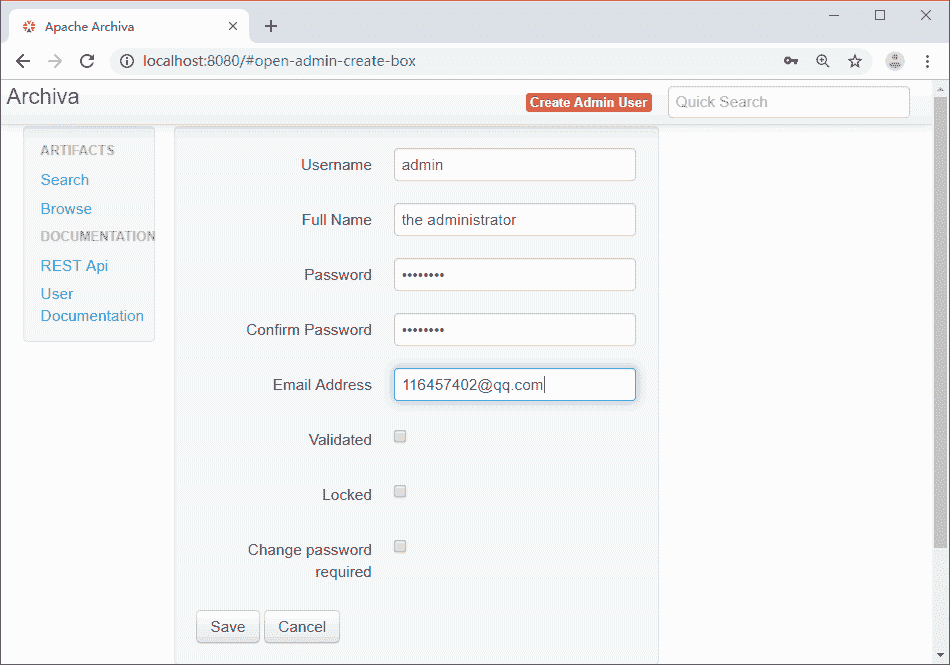 Apache Archiva
localhost:8080/#open-admin-create-box
Archiva
Create Admin User
Quick Search
ARTIFACTS
Search
Browse
DOCUMENTATION
REST Api
User
Documentation
Username
admin
Full Name
the administrator
Password
••••••••
Confirm Password
••••••••
Email Address
116457402@qq.com
Validated
Locked
Change password
required
Save
Cancel